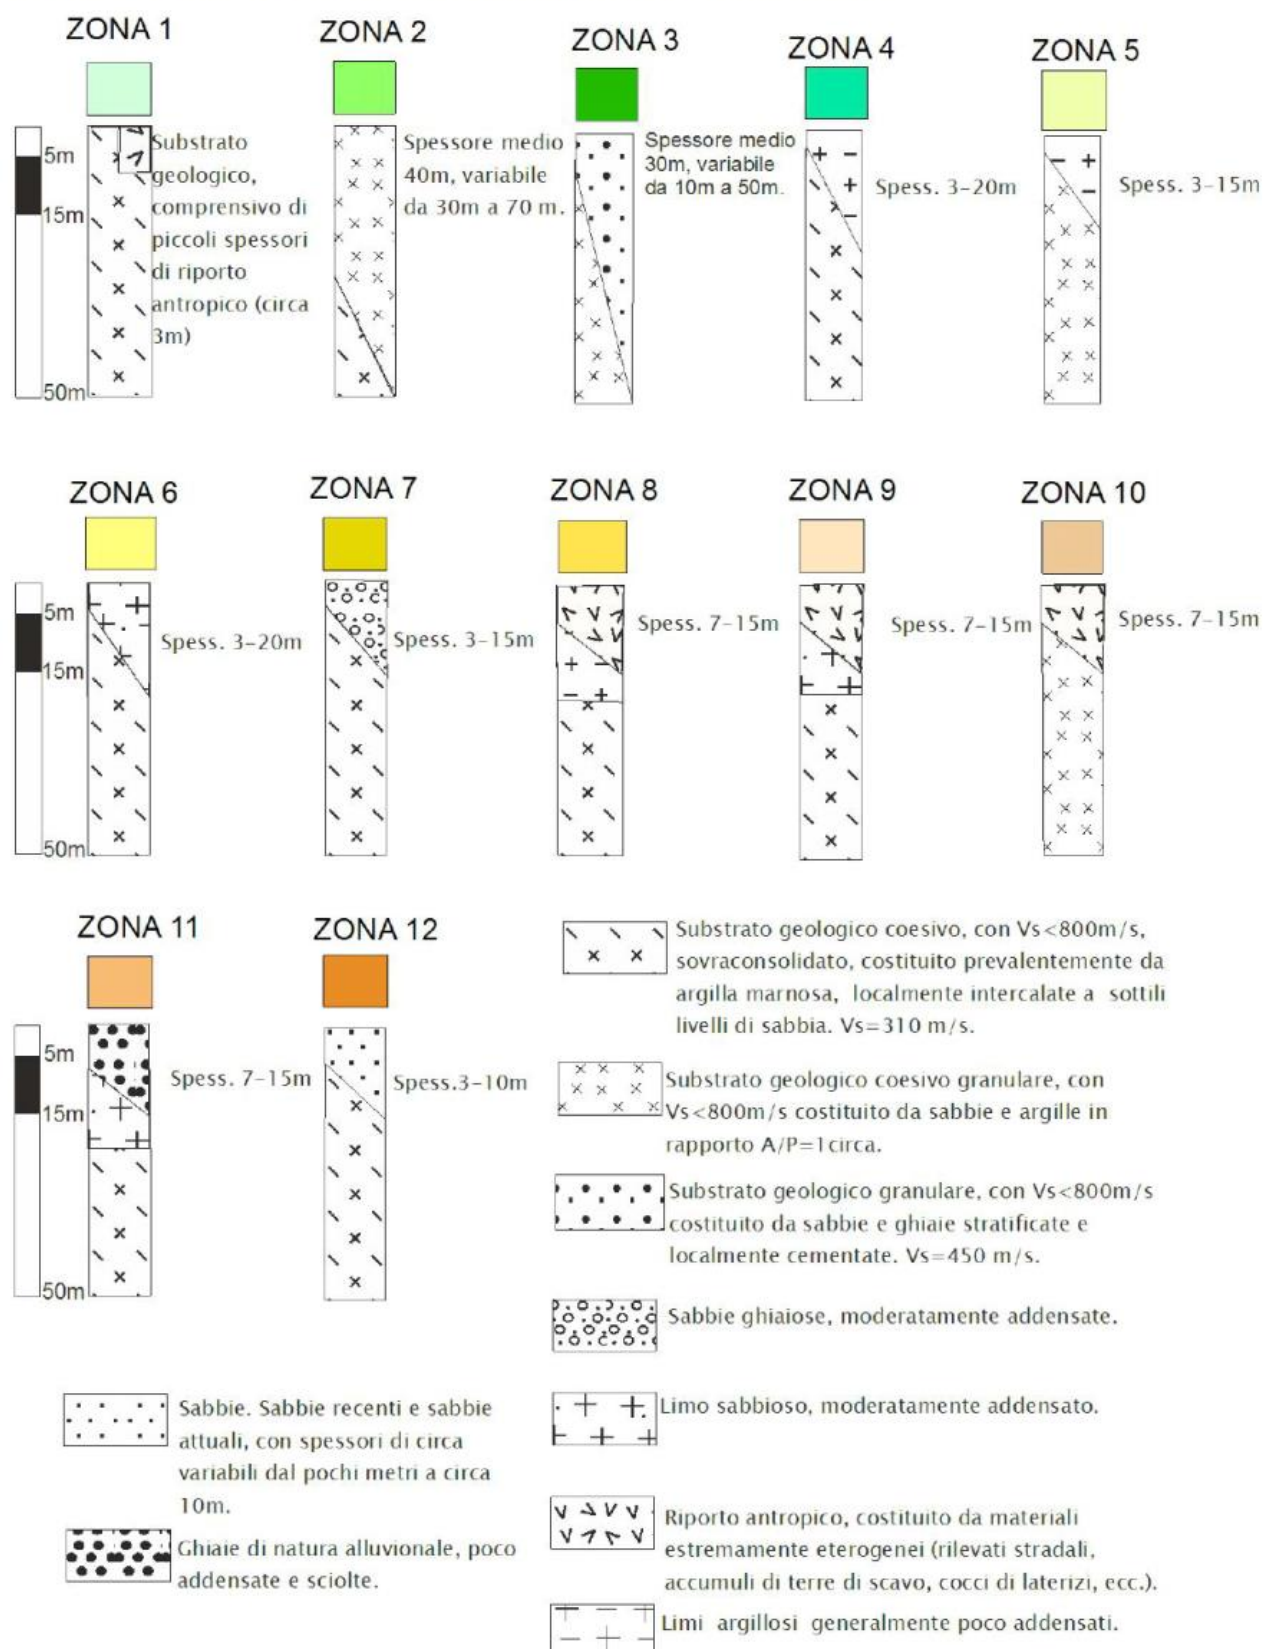 ZONA 1
ZONA 2
ZONA 3
ZONA 4
ZONA 5
5m
15m
50m
Substrato
geologico,
comprensivo di
piccoli spessori
di riporto
antropico (circa
3m)
Spessore medio
40m, variabile
da 30m a 70 m.
Spessore medio
30m, variabile
da 10m a 50m.
Spess. 3-20m
Spess. 3-15m
ZONA 6
ZONA 7
ZONA 8
ZONA 9
ZONA 10
5m
15m
50m
Spess. 3-20m
Spess. 3-15m
Spess. 7-15m
Spess. 7-15m
Spess. 7-15m
ZONA 11
ZONA 12
5m
15m
50m
Spess. 7-15m
Spess.3-10m
Substrato geologico coesivo, con Vs<800m/s,
sovraconsolidato, costituito prevalentemente da
argilla marnosa, localmente intercalate a sottili
livelli di sabbia. Vs=310 m/s.
Substrato geologico coesivo granulare, con
Vs<800m/s costituito da sabbie e argille in
rapporto A/P=1circa.
Substrato geologico granulare, con Vs<800m/s
costituito da sabbie e ghiaie stratificate e
localmente cementate. Vs=450 m/s.
Sabbie ghiaiose, moderatamente addensate.
Limo sabbioso, moderatamente addensato.
Riporto antropico, costituito da materiali
estremamente eterogenei (rilevati stradali,
accumuli di terre di scavo, cocci di laterizi, ecc.).
Limi argillosi generalmente poco addensati.
Sabbie. Sabbie recenti e sabbie
attuali, con spessori di circa
variabili dal pochi metri a circa
10m.
Ghiaie di natura alluvionale, poco
addensate e sciolte.